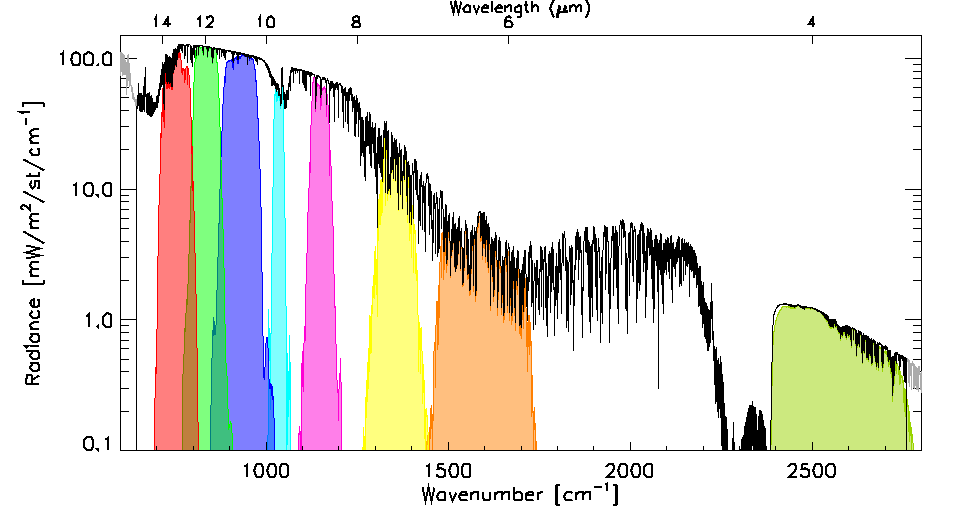 Wavelength (μm)
14 12 10 8 6 4
100.0
10.0
1.0
0.1
Radiance [mW/m²/st/cm⁻¹]
1000 1500 2000 2500
Wavenumber [cm⁻¹]